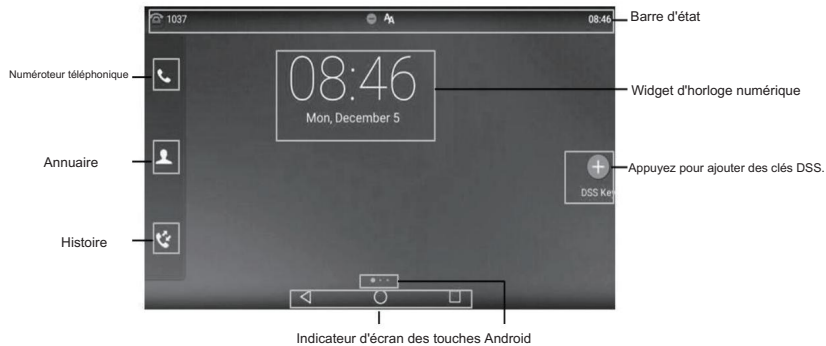 1037
AA
08:46
Barre d'état
Numéroteur téléphonique
08:46
Mon, December 5
Widget d'horloge numérique
Annuaire
Appuyez pour ajouter des clés DSS.
DSS Key
Histoire
Indicateur d'écran des touches Android